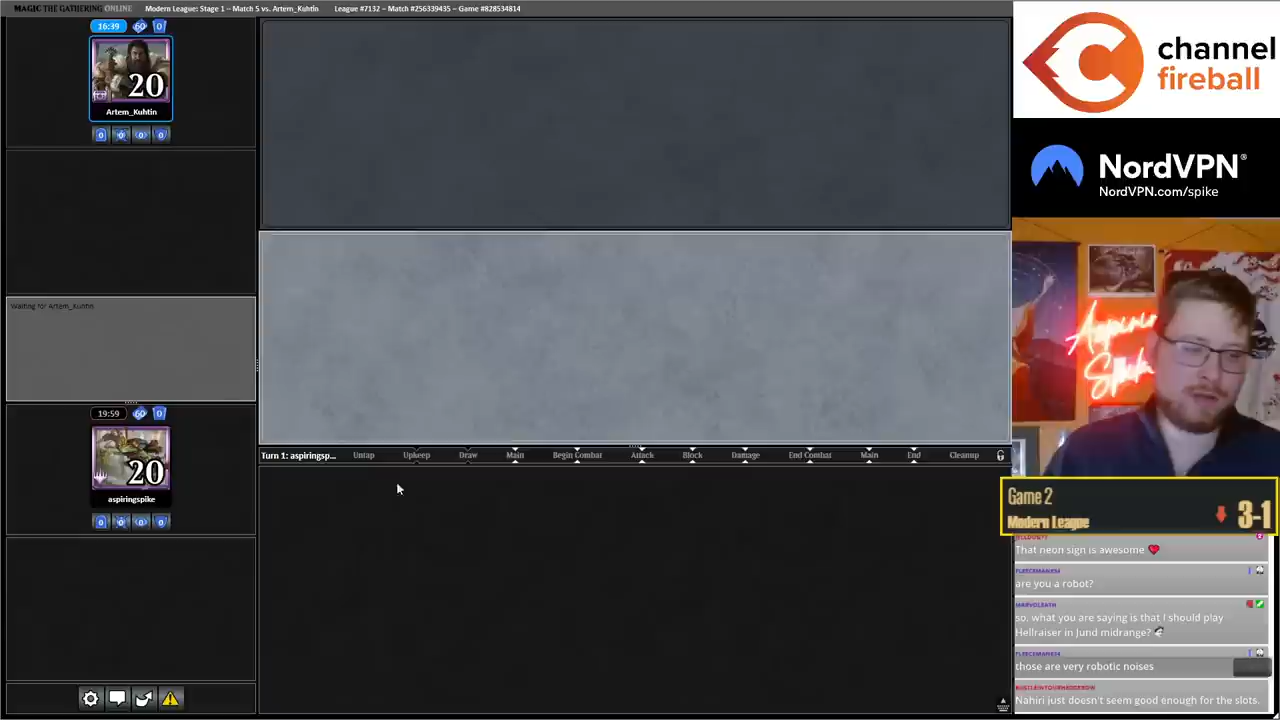 MAGIC THE GATHERING ONLINE
Modern League: Stage 1 -- Match 5 vs. Artem_Kuhtin
League #7132 -- Match #256339435 -- Game #828534814
16:39
60
0
20
Artem_Kuhtin
0
0
0
0
Waiting for Artem_Kuhtin
19:59
60
0
20
aspiringspike
0
0
0
0
Turn 1: aspiringsp...
Untap
Upkeep
Draw
Main
Begin Combat
Attack
Block
Damage
End Combat
Main
End
Cleanup
channel
fireball
NordVPN®
NordVPN.com/spike
Game 2
Modern League
3-1
That neon sign is awesome
FLEECEMAN154
are you a robot?
so, what you are saying is that I should play
Hellraiser in Jund midrange?
FLEECEMAN154
those are very robotic noises
Nahiri just doesn't seem good enough for the slots.